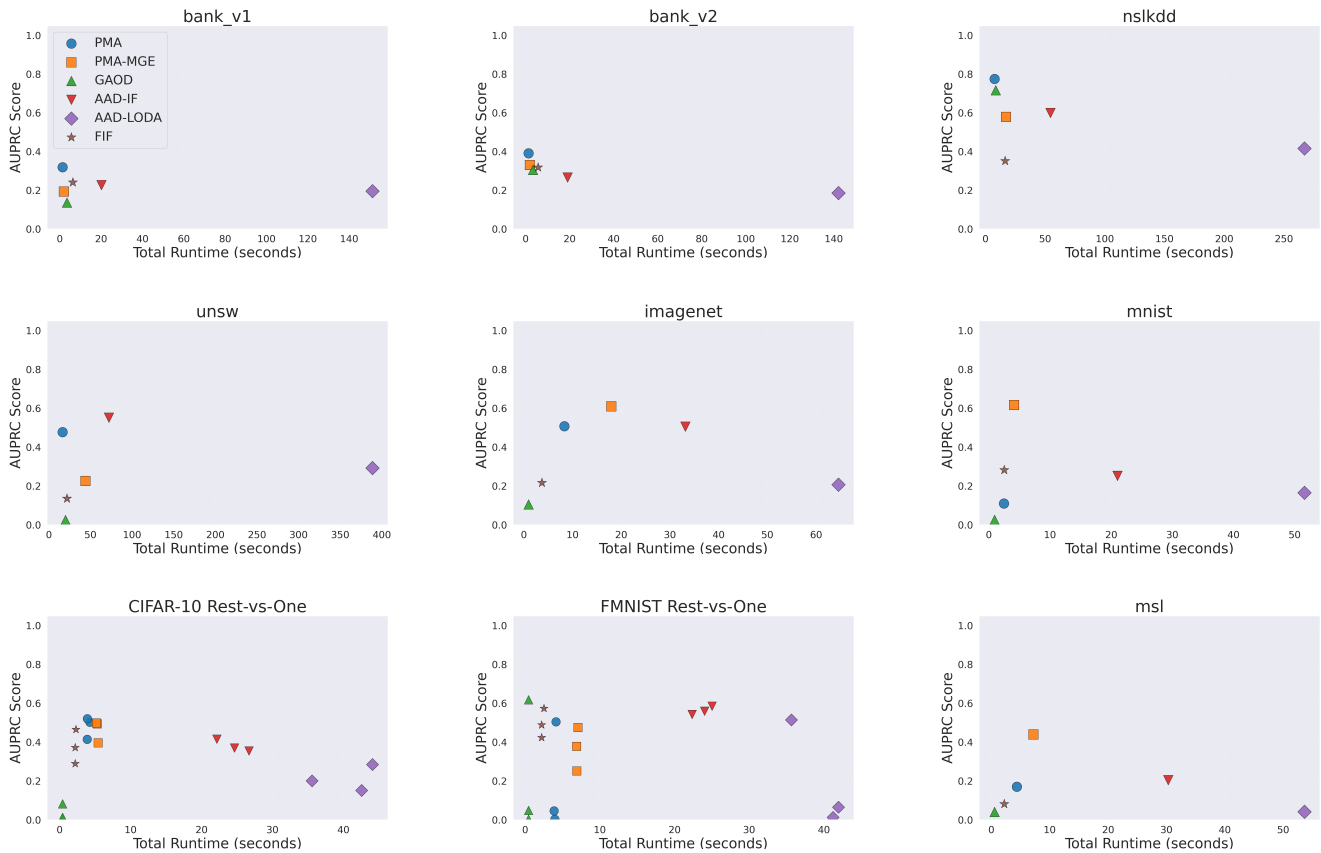 bank_v1
bank_v2
nslkdd
PMA
PMA-MGE
GAOD
AAD-IF
AAD-LODA
FIF
AUPRC Score
1.0
0.8
0.6
0.4
0.2
0.0
0 20 40 60 80 100 120 140
Total Runtime (seconds)
AUPRC Score
1.0
0.8
0.6
0.4
0.2
0.0
0 20 40 60 80 100 120 140
Total Runtime (seconds)
AUPRC Score
1.0
0.8
0.6
0.4
0.2
0.0
0 50 100 150 200 250
Total Runtime (seconds)
unsw
imagenet
mnist
AUPRC Score
1.0
0.8
0.6
0.4
0.2
0.0
0 50 100 150 200 250 300 350 400
Total Runtime (seconds)
AUPRC Score
1.0
0.8
0.6
0.4
0.2
0.0
0 10 20 30 40 50 60
Total Runtime (seconds)
AUPRC Score
1.0
0.8
0.6
0.4
0.2
0.0
0 10 20 30 40 50
Total Runtime (seconds)
CIFAR-10 Rest-vs-One
FMNIST Rest-vs-One
msl
AUPRC Score
1.0
0.8
0.6
0.4
0.2
0.0
0 10 20 30 40
Total Runtime (seconds)
AUPRC Score
1.0
0.8
0.6
0.4
0.2
0.0
0 10 20 30 40
Total Runtime (seconds)
AUPRC Score
1.0
0.8
0.6
0.4
0.2
0.0
0 10 20 30 40 50
Total Runtime (seconds)